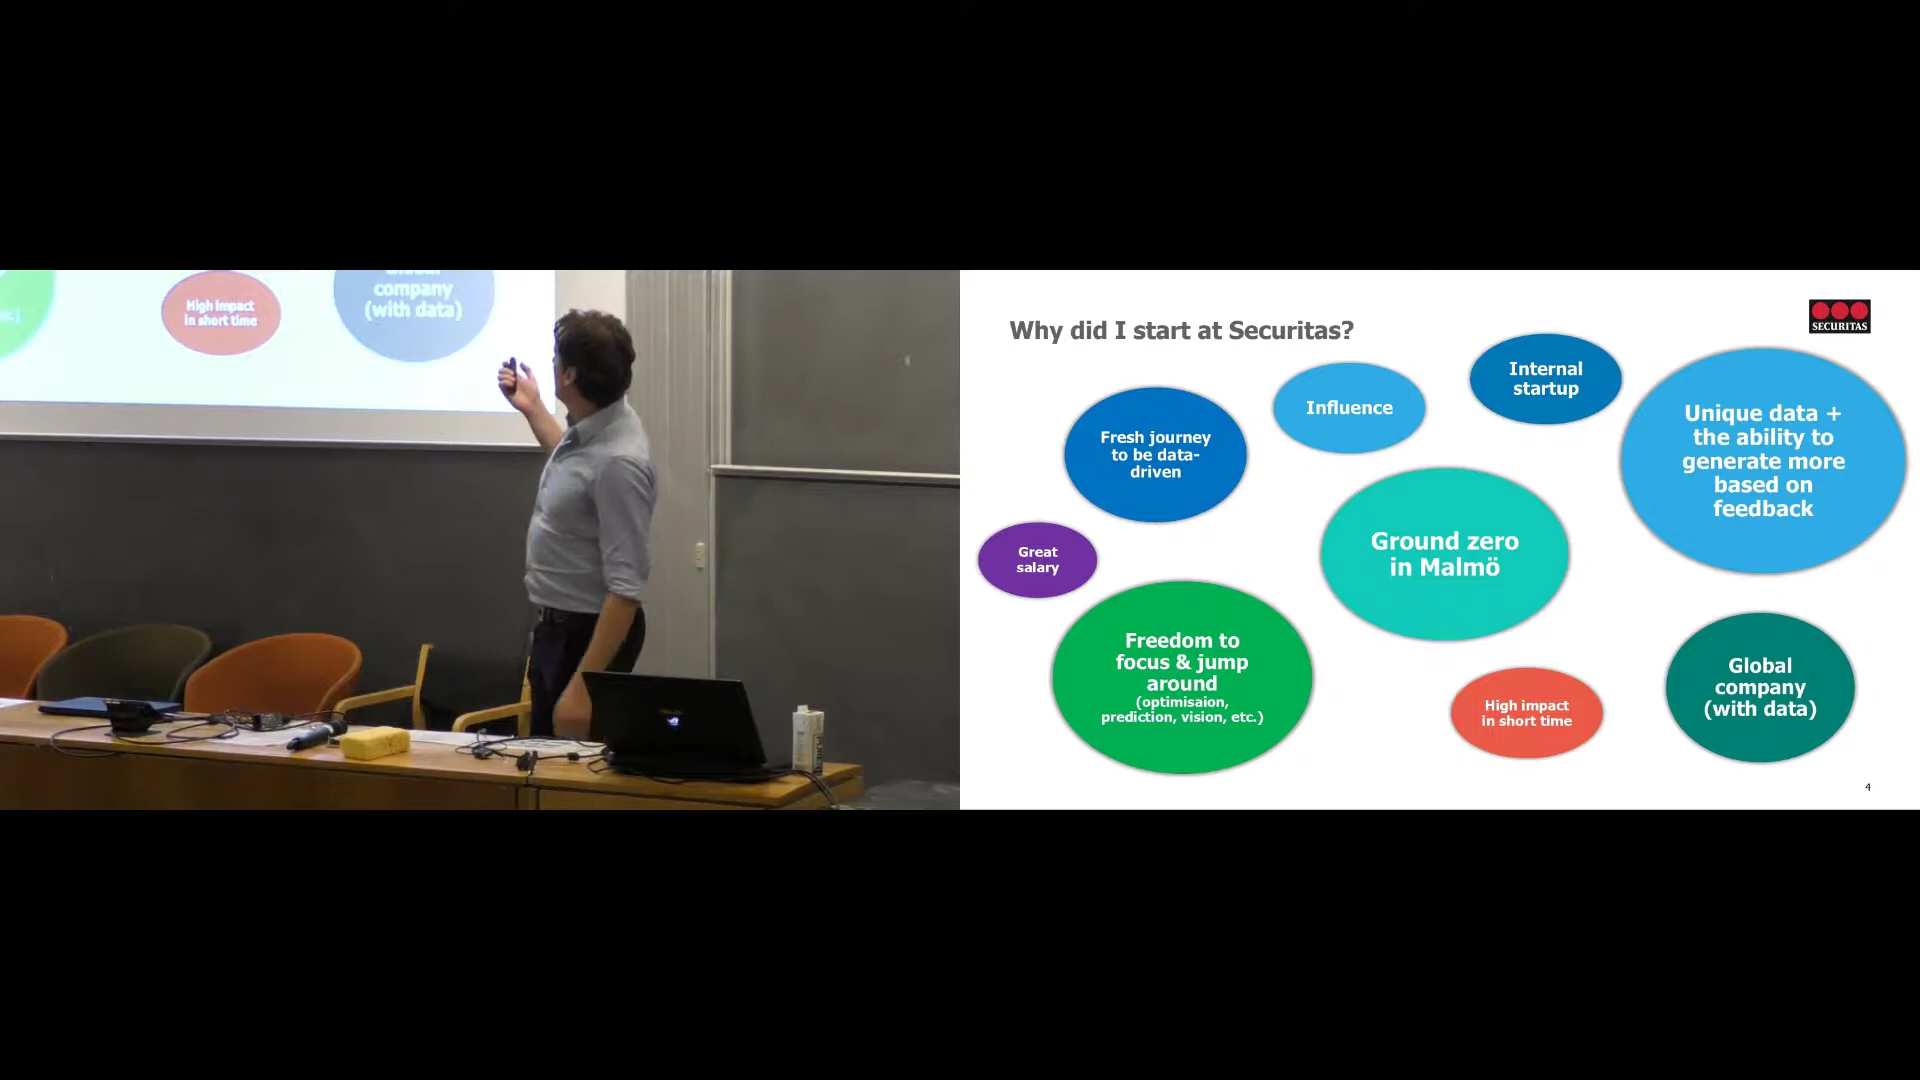 company
(with data)
High impact
in short time
Why did I start at Securitas?
SECURITAS
Internal
startup
Influence
Unique data +
the ability to
generate more
based on
feedback
Fresh journey
to be data-
driven
Ground zero
in Malmö
Great
salary
Freedom to
focus & jump
around
(optimisaion,
prediction, vision, etc.)
Global
company
(with data)
High impact
in short time
4